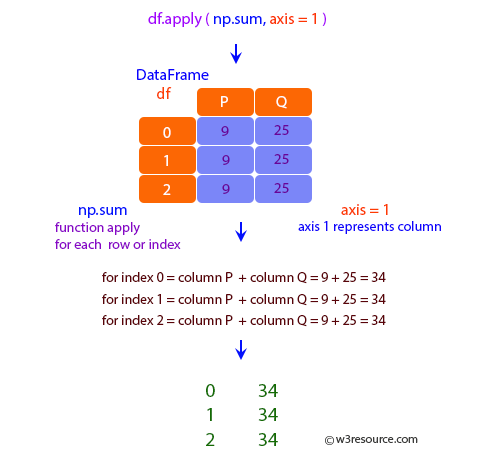 df.apply ( np.sum, axis = 1 )
DataFrame
df
P Q
0 9 25
1 9 25
2 9 25
np.sum
function apply
for each row or index
axis = 1
axis 1 represents column
for index 0 = column P + column Q = 9 + 25 = 34
for index 1 = column P + column Q = 9 + 25 = 34
for index 2 = column P + column Q = 9 + 25 = 34
0 34
1 34
2 34
© w3resource.com